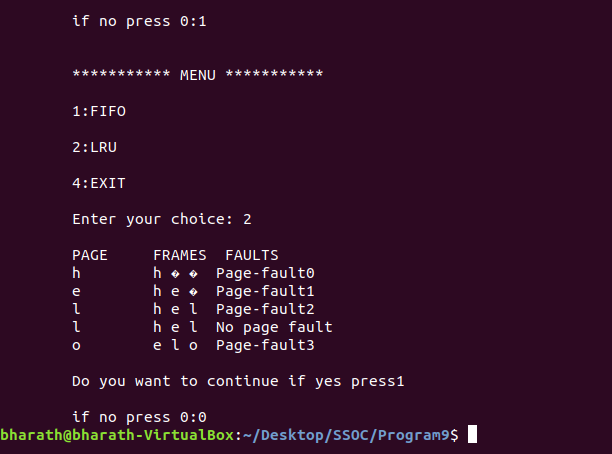 if no press 0:1
*********** MENU ***********
1:FIFO
2:LRU
4:EXIT
Enter your choice: 2
PAGE FRAMES FAULTS
h h � � Page-fault0
e h e � Page-fault1
l h e l Page-fault2
l h e l No page fault
o e l o Page-fault3
Do you want to continue if yes press1
if no press 0:0
bharath@bharath-VirtualBox:~/Desktop/SSOC/Program9$